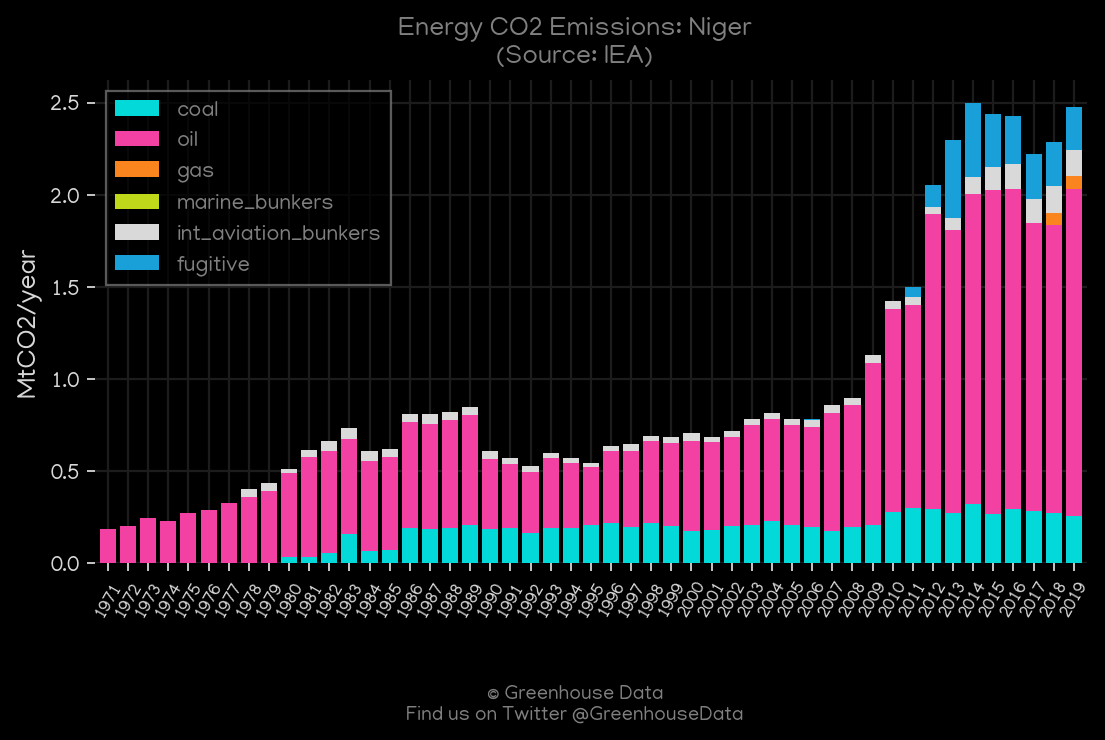 Energy CO2 Emissions: Niger
(Source: IEA)
MtCO2/year
2.5
2.0
1.5
1.0
0.5
0.0
coal
oil
gas
marine_bunkers
int_aviation_bunkers
fugitive
1971 1972 1973 1974 1975 1976 1977 1978 1979 1980 1981 1982 1983 1984 1985 1986 1987 1988 1989 1990 1991 1992 1993 1994 1995 1996 1997 1998 1999 2000 2001 2002 2003 2004 2005 2006 2007 2008 2009 2010 2011 2012 2013 2014 2015 2016 2017 2018 2019
© Greenhouse Data
Find us on Twitter @GreenhouseData